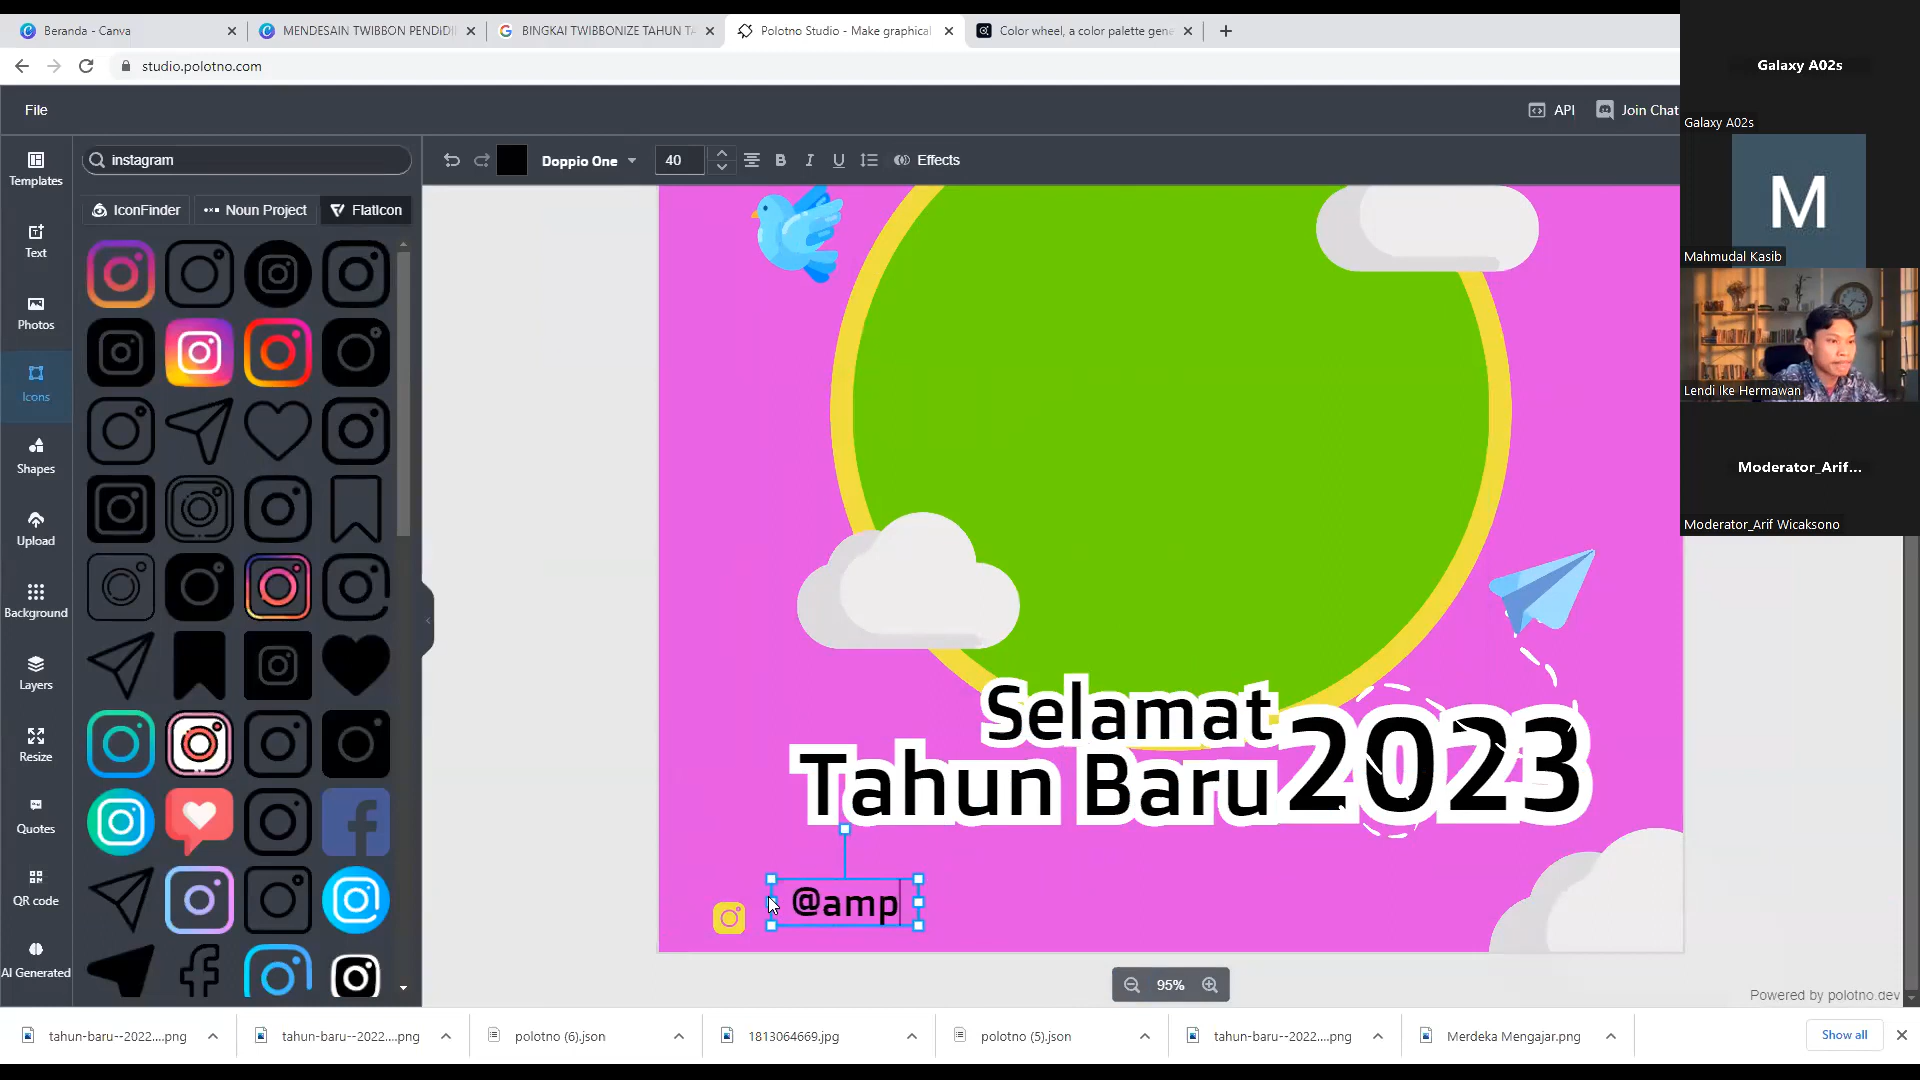 Beranda - Canva
MENDESAIN TWIBBON PENDIDI
BINGKAI TWIBBONIZE TAHUN TA
Polotno Studio - Make graphical
Color wheel, a color palette gene
studio.polotno.com
File
API
Join Chat
instagram
Doppio One
40
B
I
U
Effects
IconFinder
Noun Project
FlatIcon
Templates
Text
Photos
Icons
Shapes
Upload
Background
Layers
Resize
Quotes
QR code
AI Generated
Selamat
Tahun Baru
2023
@amp
95%
Powered by polotno.dev
Galaxy A02s
Galaxy A02s
M
Mahmudal Kasib
Lendi Ike Hermawan
Moderator_Arif...
Moderator_Arif Wicaksono
tahun-baru--2022....png
tahun-baru--2022....png
polotno (6).json
1813064669.jpg
polotno (5).json
tahun-baru--2022....png
Merdeka Mengajar.png
Show all